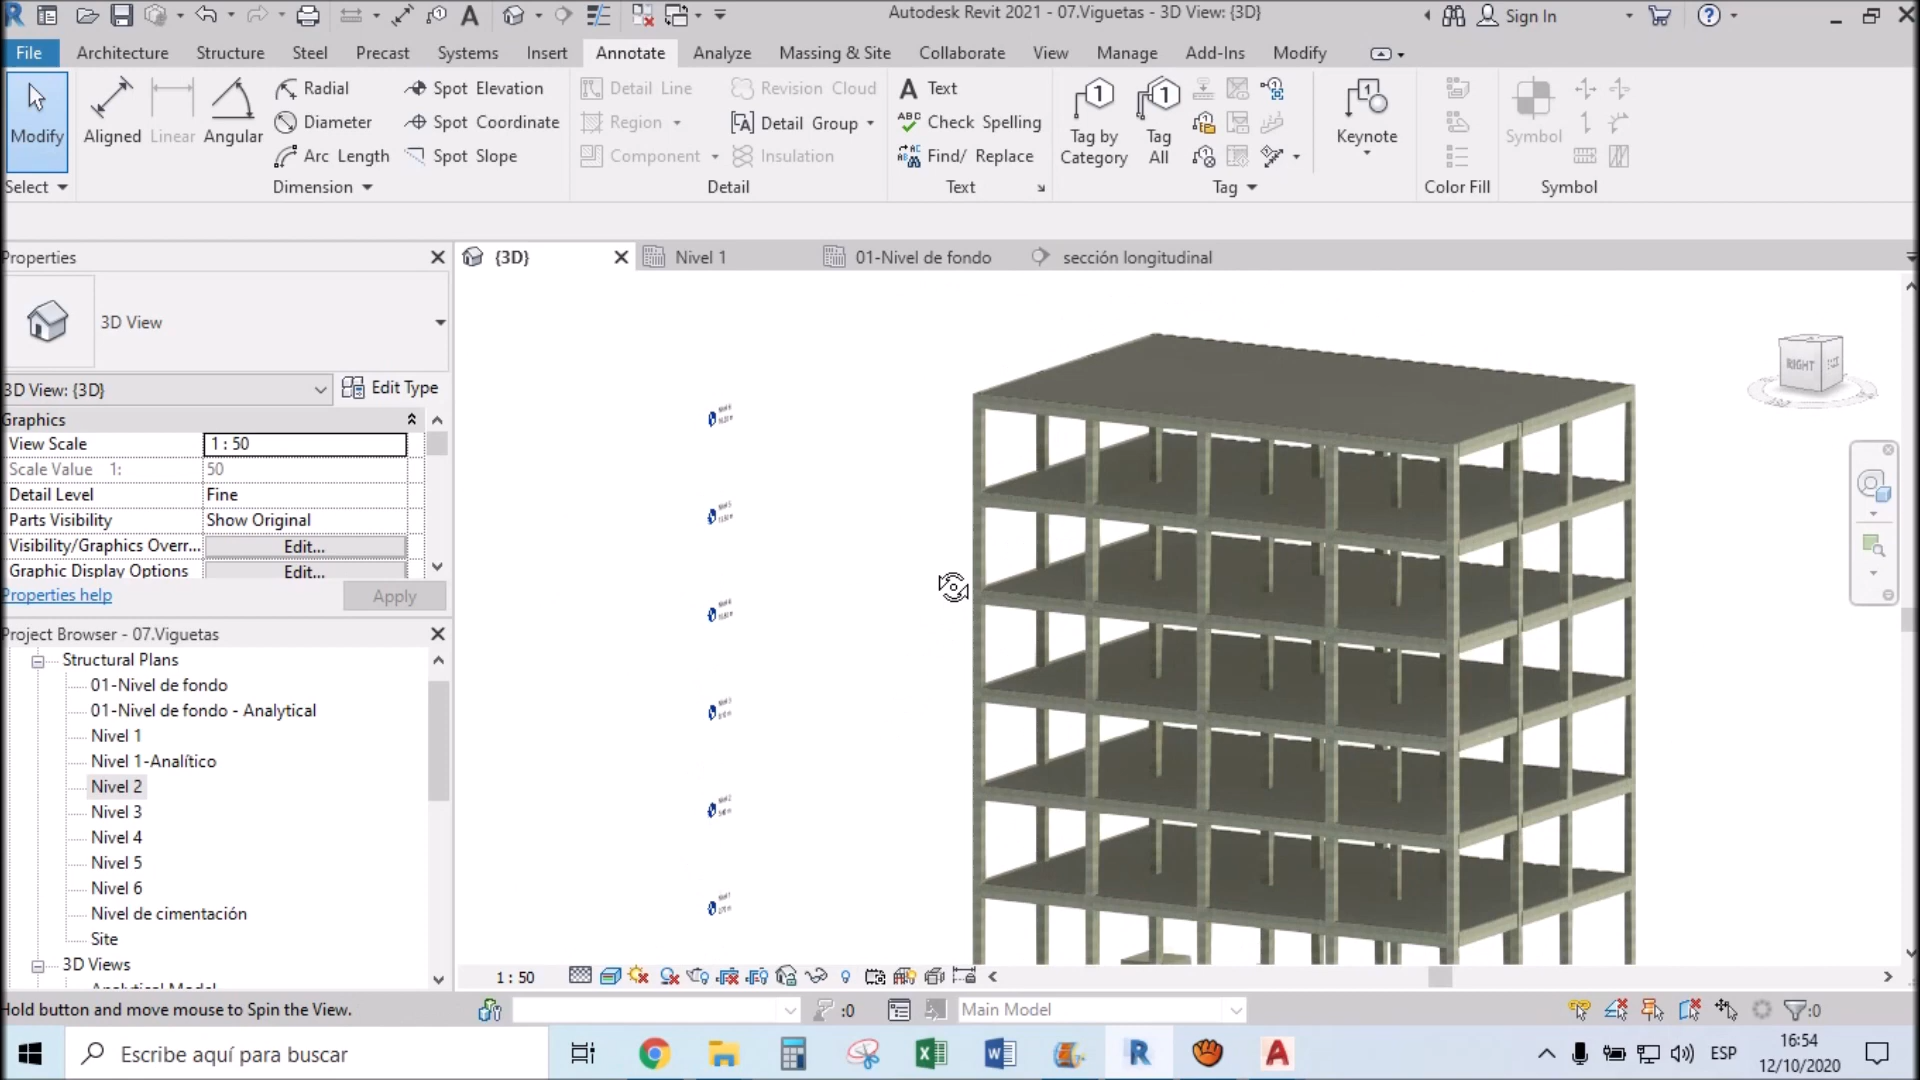 Autodesk Revit 2021 - 07.Viguetas - 3D View: {3D}
Sign In
File
Architecture
Structure
Steel
Precast
Systems
Insert
Annotate
Analyze
Massing & Site
Collaborate
View
Manage
Add-Ins
Modify
Modify
Select
Aligned
Linear
Angular
Radial
Diameter
Arc Length
Spot Elevation
Spot Coordinate
Spot Slope
Dimension
Detail Line
Region
Component
Revision Cloud
Detail Group
Insulation
Detail
Text
Check Spelling
Find/ Replace
Text
Tag by
Category
Tag
All
Tag
Keynote
Color Fill
Symbol
Symbol
Properties
3D View
3D View: {3D}
Edit Type
Graphics
View Scale
1 : 50
Scale Value 1:
50
Detail Level
Fine
Parts Visibility
Show Original
Visibility/Graphics Overr...
Edit...
Graphic Display Options
Edit...
Properties help
Apply
Project Browser - 07.Viguetas
Structural Plans
01-Nivel de fondo
01-Nivel de fondo - Analytical
Nivel 1
Nivel 1-Analítico
Nivel 2
Nivel 3
Nivel 4
Nivel 5
Nivel 6
Nivel de cimentación
Site
3D Views
{3D}
Nivel 1
01-Nivel de fondo
sección longitudinal
RIGHT
1 : 50
Hold button and move mouse to Spin the View.
:0
Main Model
:0
Escribe aquí para buscar
ESP
16:54
12/10/2020